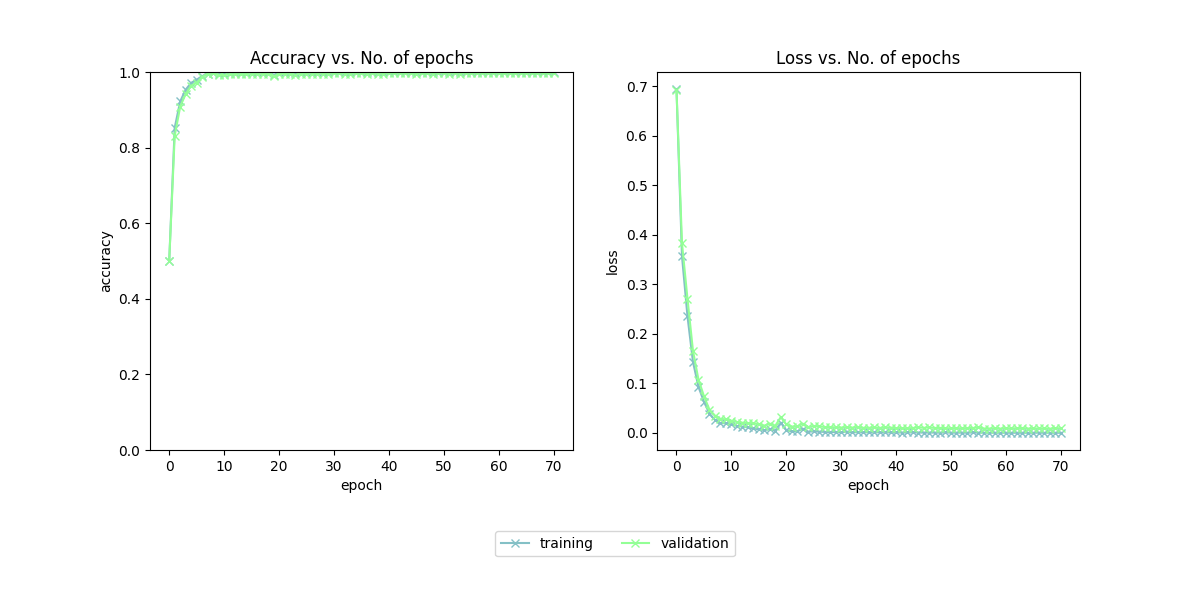 Accuracy vs. No. of epochs
1.0
0.8
0.6
0.4
0.2
0.0
accuracy
0 10 20 30 40 50 60 70
epoch
Loss vs. No. of epochs
0.7
0.6
0.5
0.4
0.3
0.2
0.1
0.0
loss
0 10 20 30 40 50 60 70
epoch
training validation